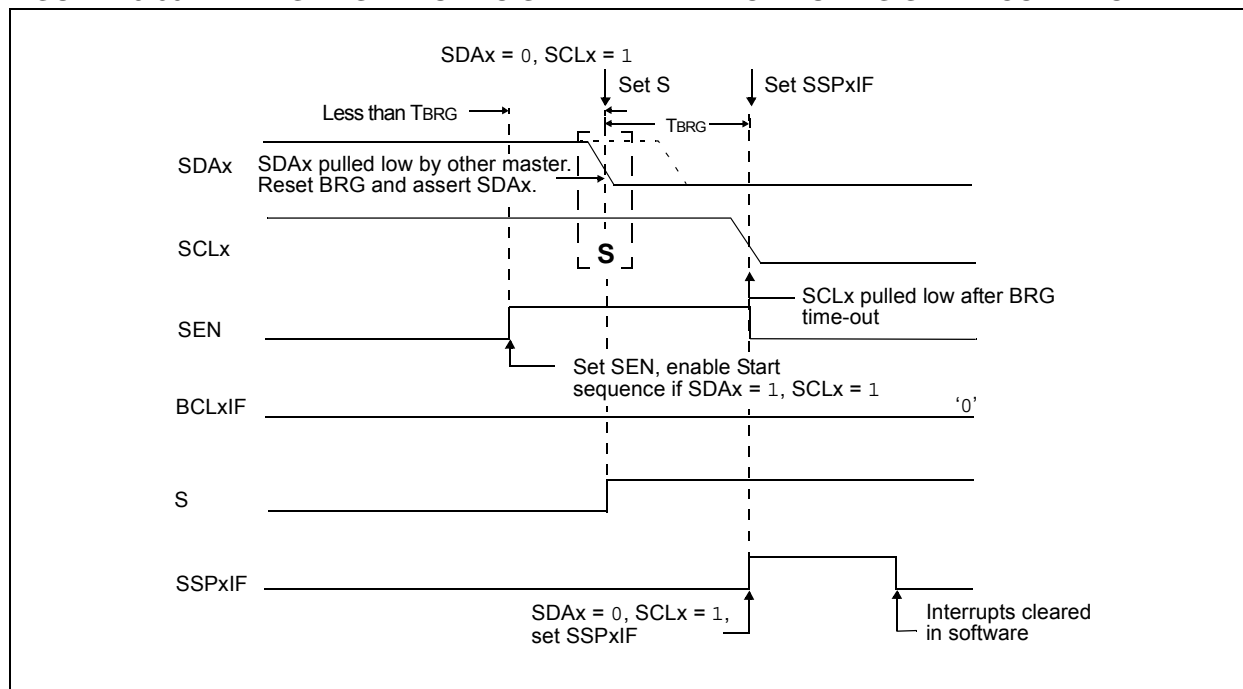 SDAx = 0, SCLx = 1
Set S
Set SSPxIF
Less than TBRG
TBRG
SDAx
SDAx pulled low by other master.
Reset BRG and assert SDAx.
SCLx
S
SCLx pulled low after BRG
time-out
SEN
Set SEN, enable Start
sequence if SDAx = 1, SCLx = 1
BCLxIF
‘0’
S
SSPxIF
SDAx = 0, SCLx = 1,
set SSPxIF
Interrupts cleared
in software